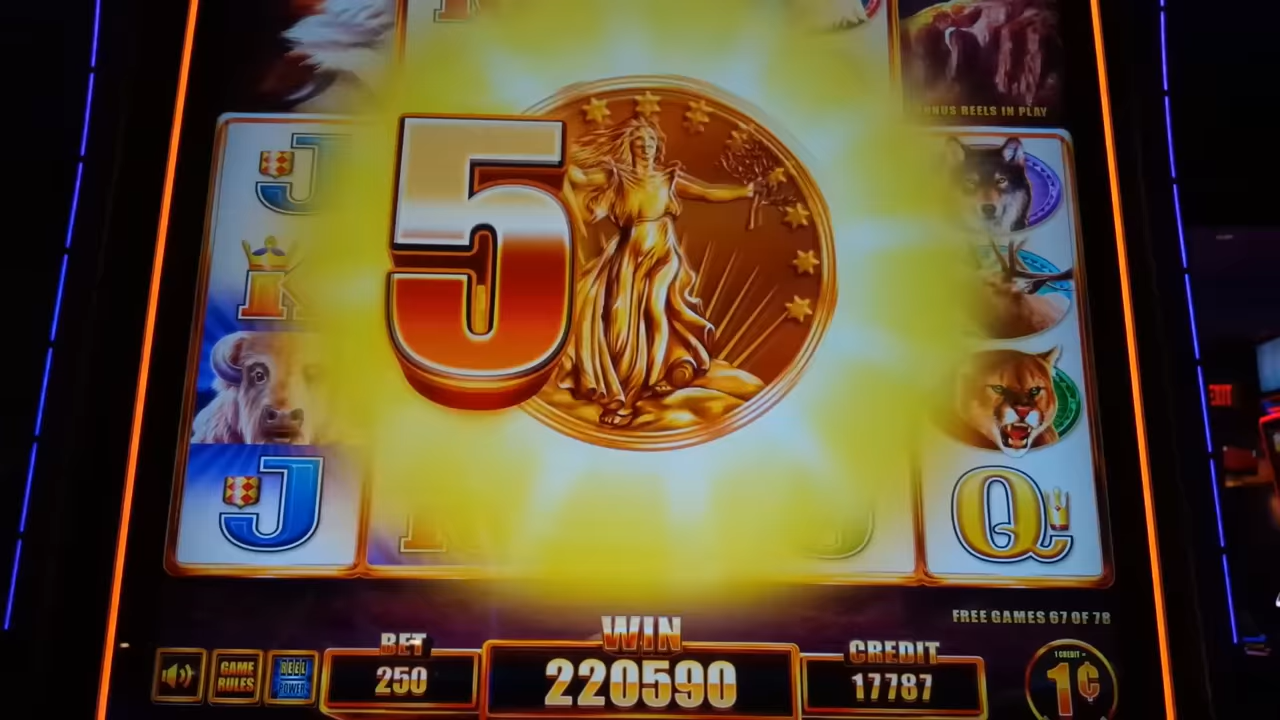 BONUS REELS IN PLAY
J
K
J
5
Q
FREE GAMES 67 OF 78
GAME RULES
REEL POWER
BET
250
WIN
220590
CREDIT
17787
1 CREDIT =
1¢
EXIT